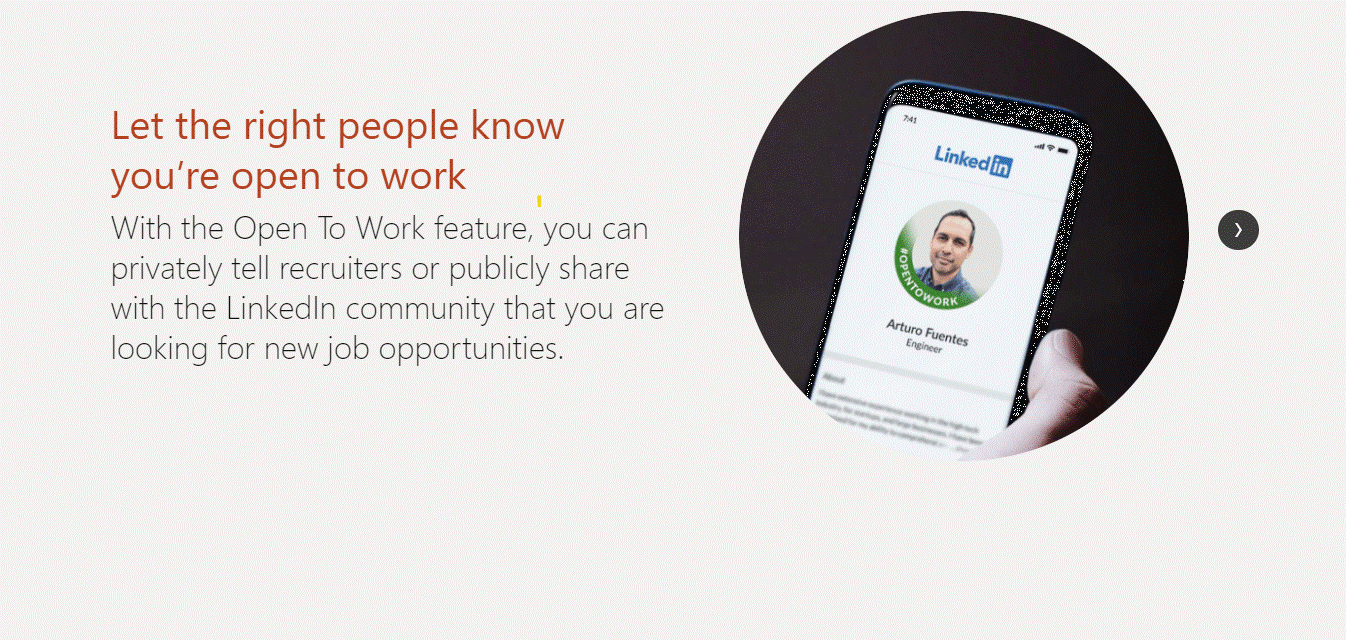 Let the right people know
you’re open to work
With the Open To Work feature, you can
privately tell recruiters or publicly share
with the LinkedIn community that you are
looking for new job opportunities.
7:41
Linkedin
#OPENTOWORK
Arturo Fuentes
Engineer
About